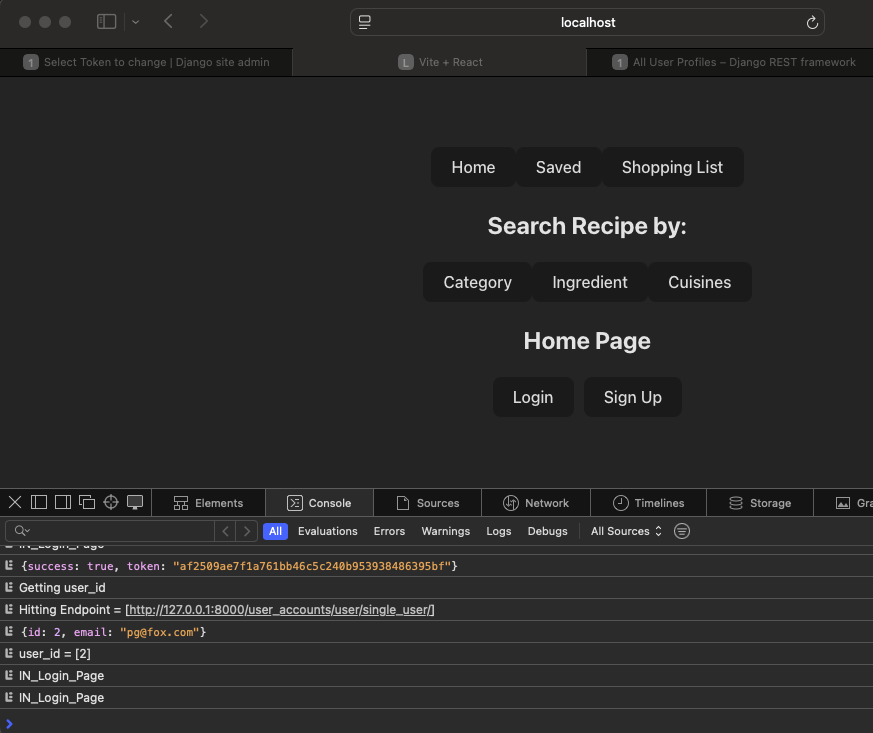 localhost
1 Select Token to change | Django site admin
L Vite + React
1 All User Profiles – Django REST framework
Home Saved Shopping List
Search Recipe by:
Category Ingredient Cuisines
Home Page
Login Sign Up
Elements Console Sources Network Timelines Storage Gra
All Evaluations Errors Warnings Logs Debugs All Sources
IN_Login_Page
{success: true, token: "af2509ae7f1a761bb46c5c240b953938486395bf"}
Getting user_id
Hitting Endpoint = [http://127.0.0.1:8000/user_accounts/user/single_user/]
{id: 2, email: "pg@fox.com"}
user_id = [2]
IN_Login_Page
IN_Login_Page